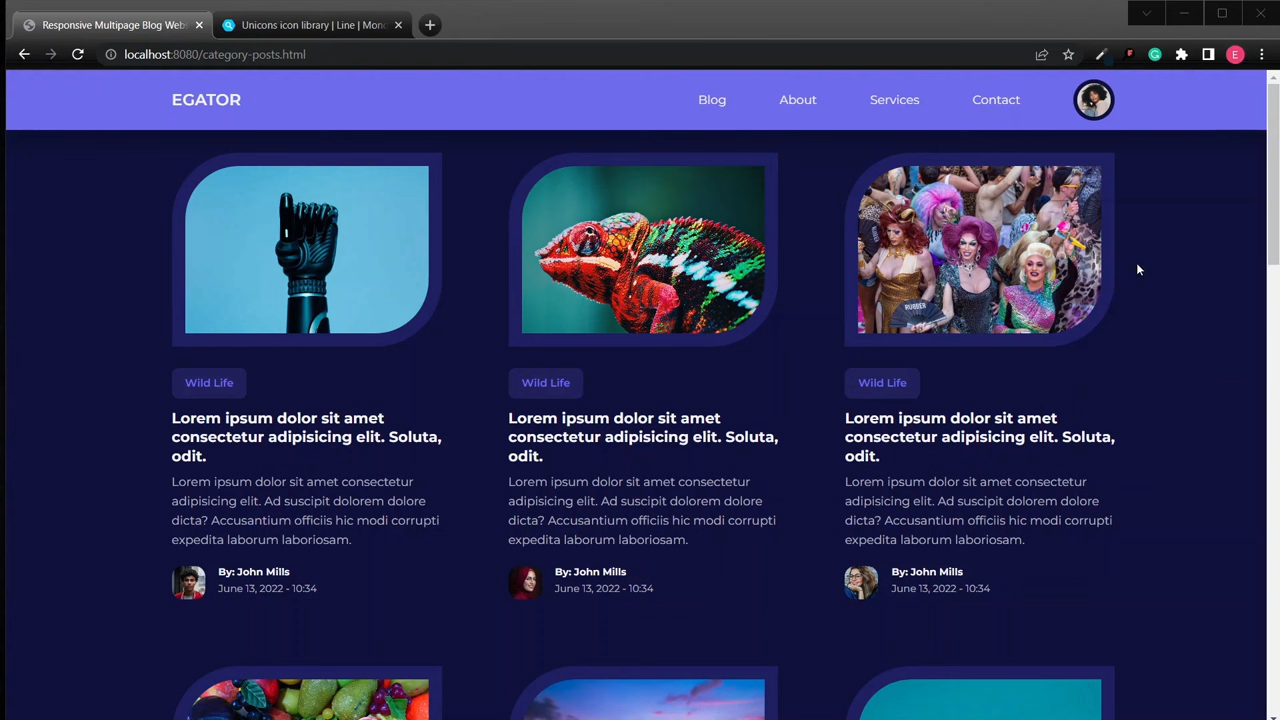 Responsive Multipage Blog Webs
Unicons icon library | Line | Mono
localhost:8080/category-posts.html
E
EGATOR
Blog
About
Services
Contact
RUBBER
Wild Life
Wild Life
Wild Life
Lorem ipsum dolor sit amet
consectetur adipisicing elit. Soluta,
odit.
Lorem ipsum dolor sit amet consectetur
adipisicing elit. Ad suscipit dolorem dolore
dicta? Accusantium officiis hic modi corrupti
expedita laborum laboriosam.
By: John Mills
June 13, 2022 - 10:34
Lorem ipsum dolor sit amet
consectetur adipisicing elit. Soluta,
odit.
Lorem ipsum dolor sit amet consectetur
adipisicing elit. Ad suscipit dolorem dolore
dicta? Accusantium officiis hic modi corrupti
expedita laborum laboriosam.
By: John Mills
June 13, 2022 - 10:34
Lorem ipsum dolor sit amet
consectetur adipisicing elit. Soluta,
odit.
Lorem ipsum dolor sit amet consectetur
adipisicing elit. Ad suscipit dolorem dolore
dicta? Accusantium officiis hic modi corrupti
expedita laborum laboriosam.
By: John Mills
June 13, 2022 - 10:34